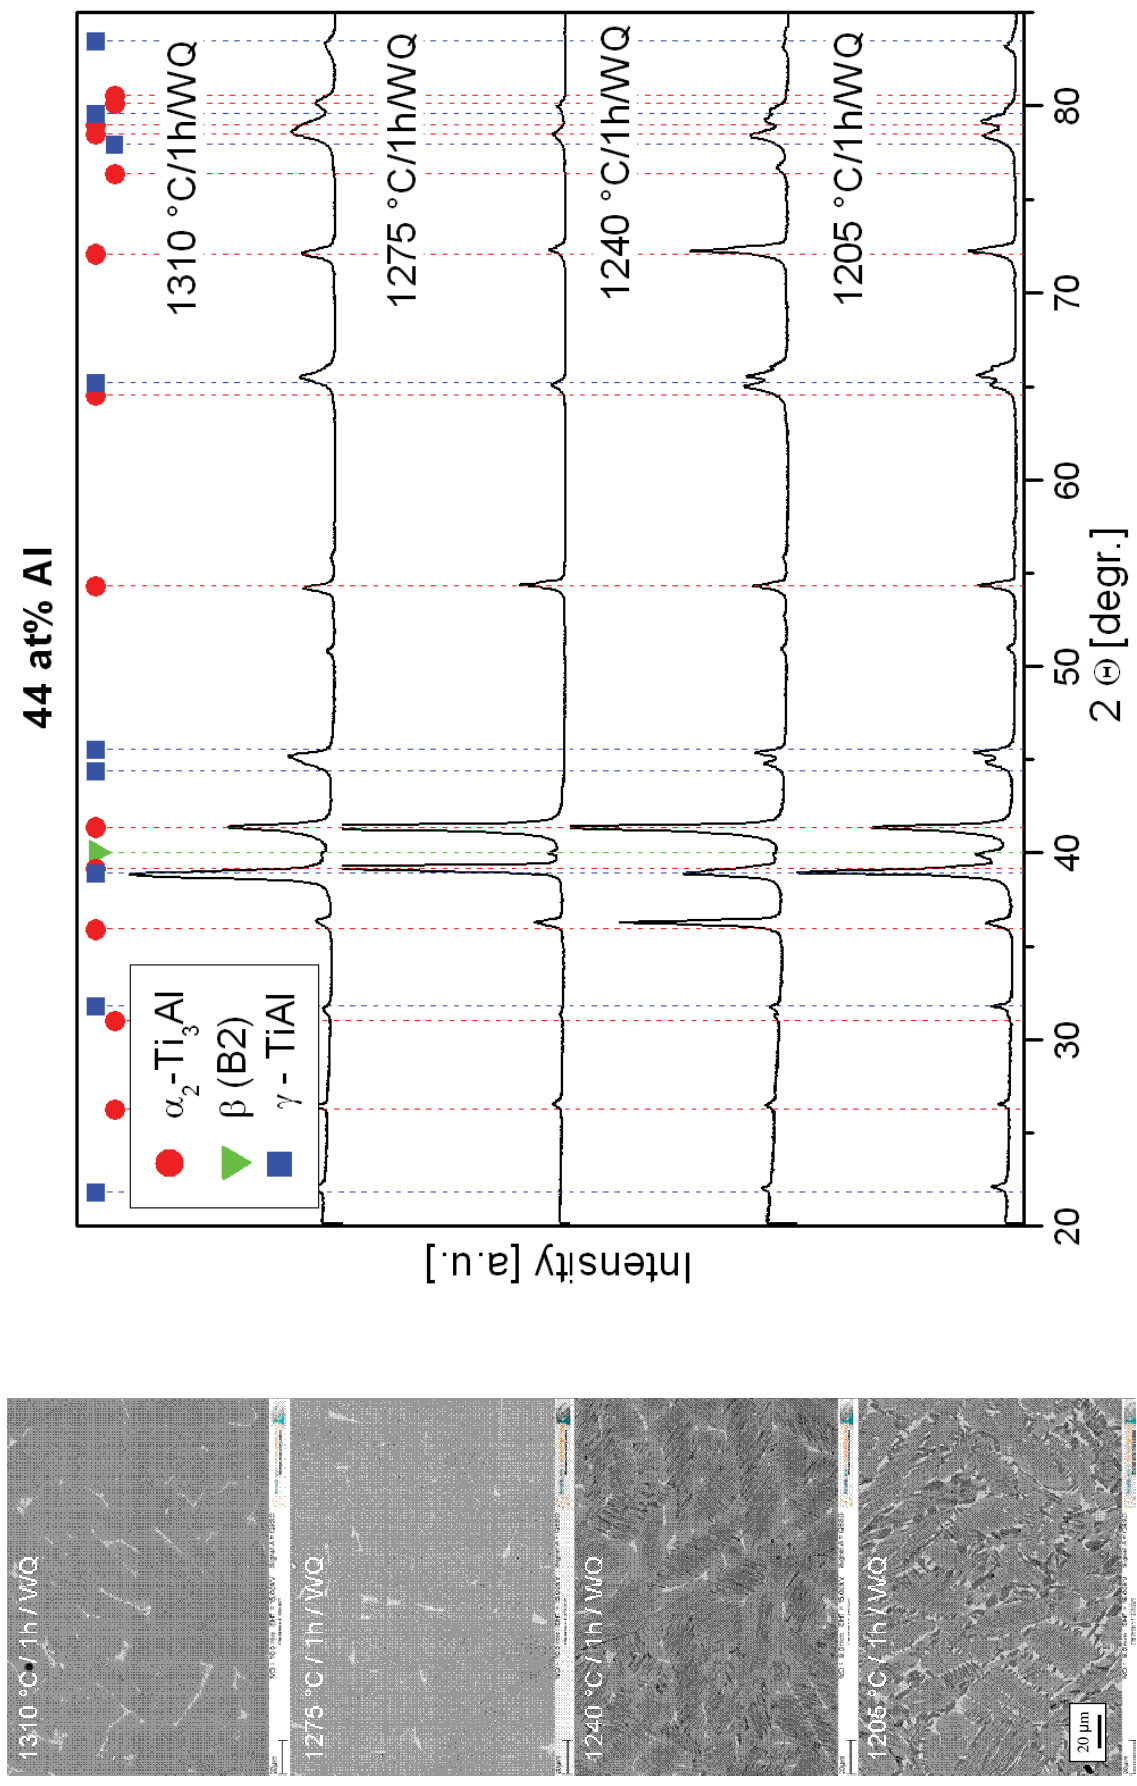 44 at% Al
1310 °C/1h/WQ
1275 °C/1h/WQ
1240 °C/1h/WQ
1205 °C/1h/WQ
α₂-Ti₃Al
β (B2)
γ - TiAl
Intensity [a.u.]
20 30 40 50 60 70 80
2 Θ [degr.]
1310 °C / 1h / WQ
1275 °C / 1h / WQ
1240 °C / 1h / WQ
1205 °C / 1h / WQ
20 µm